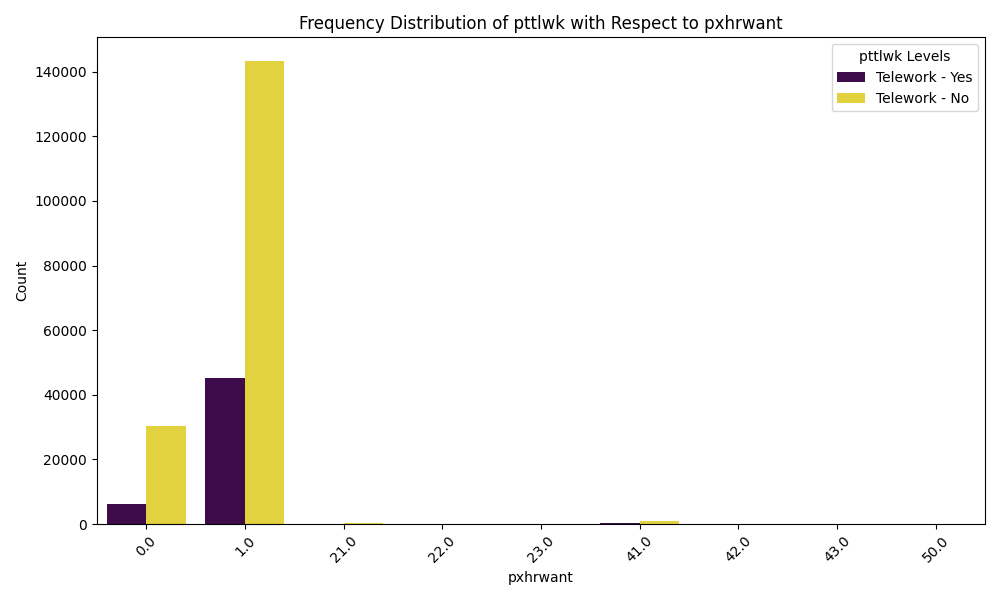 Frequency Distribution of pttlwk with Respect to pxhrwant
pttlwk Levels
Telework - Yes
Telework - No
140000
120000
100000
80000
60000
40000
20000
0
Count
0.0
1.0
21.0
22.0
23.0
41.0
42.0
43.0
50.0
pxhrwant